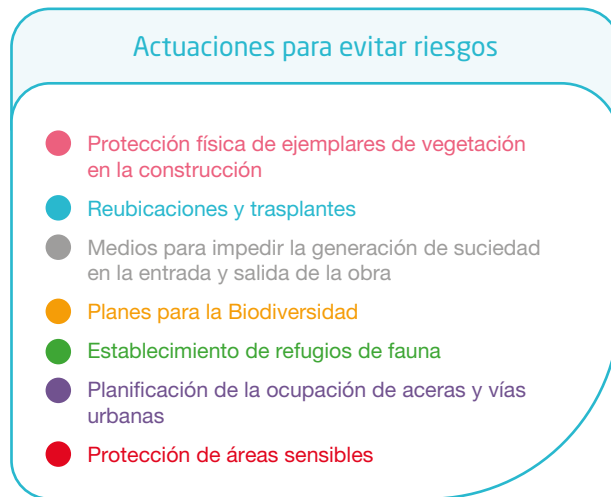 Actuaciones para evitar riesgos
Protección física de ejemplares de vegetación
en la construcción
Reubicaciones y trasplantes
Medios para impedir la generación de suciedad
en la entrada y salida de la obra
Planes para la Biodiversidad
Establecimiento de refugios de fauna
Planificación de la ocupación de aceras y vías
urbanas
Protección de áreas sensibles